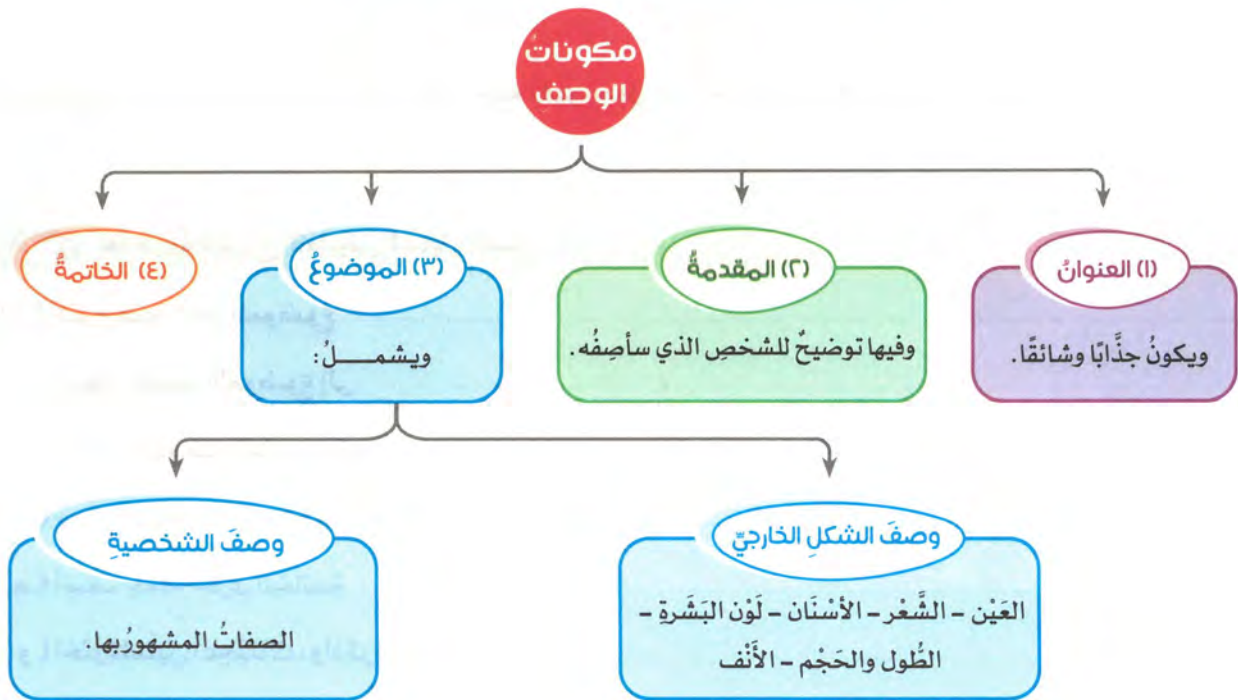 مكونات
الوصف
(١) العنوانُ
ويكونُ جذَّابًا وشائقًا.
(٢) المقدمةُ
وفيها توضيحٌ للشخصِ الذي سأصِفُه.
(٣) الموضوعُ
ويشمــــلُ:
(٤) الخاتمةُ
وصفَ الشكلِ الخارجيِّ
العَيْن – الشَّعْر – الأسْنَان – لَوْن البَشَرةِ –
الطُّول والحَجْم – الأَنْف
وصفَ الشخصيةِ
الصفاتُ المشهورُبها.